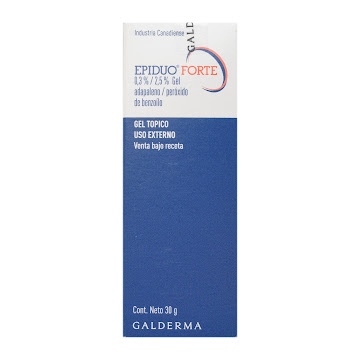 Industria Canadiense
GALD
EPIDUO® FORTE
0,3% / 2,5% Gel
adapaleno / peróxido
de benzoílo
GEL TOPICO
USO EXTERNO
Venta bajo receta
Cont. Neto 30 g
GALDERMA